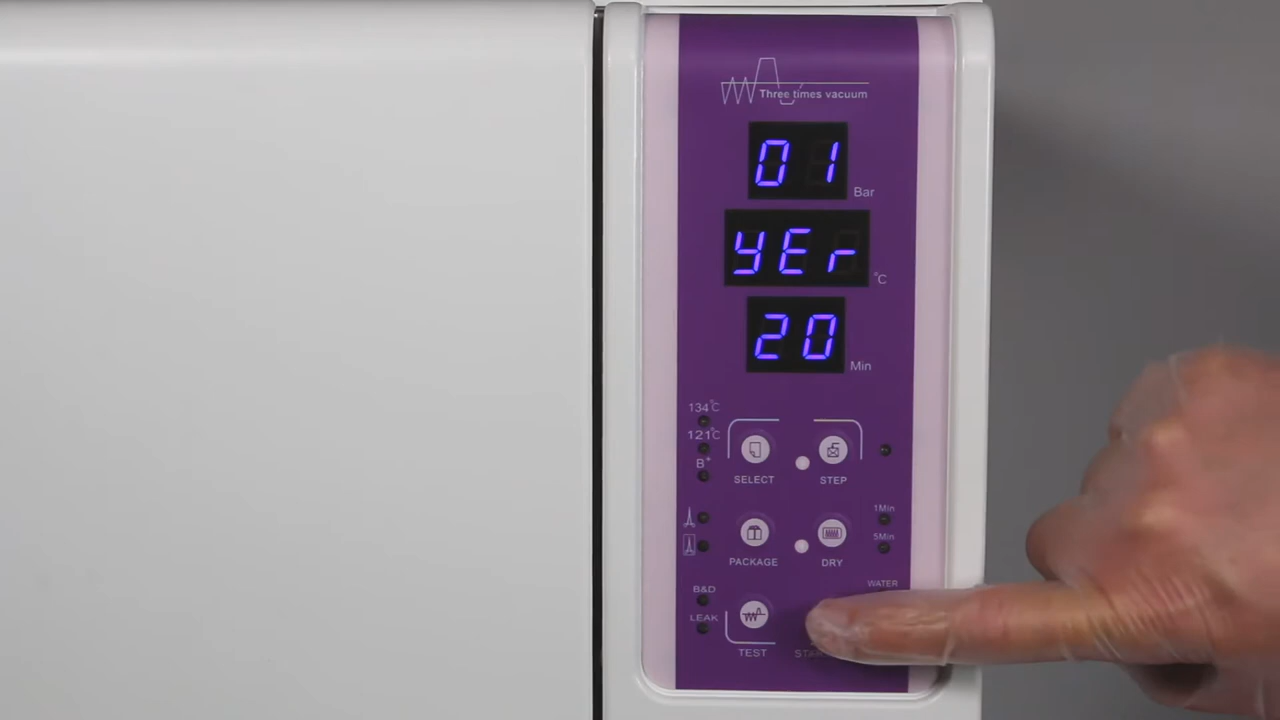 Three times vacuum
01
Bar
yEr
°C
20
Min
134°C
121°C
B+
SELECT
STEP
1Min
5Min
PACKAGE
DRY
WATER
B&D
LEAK
TEST